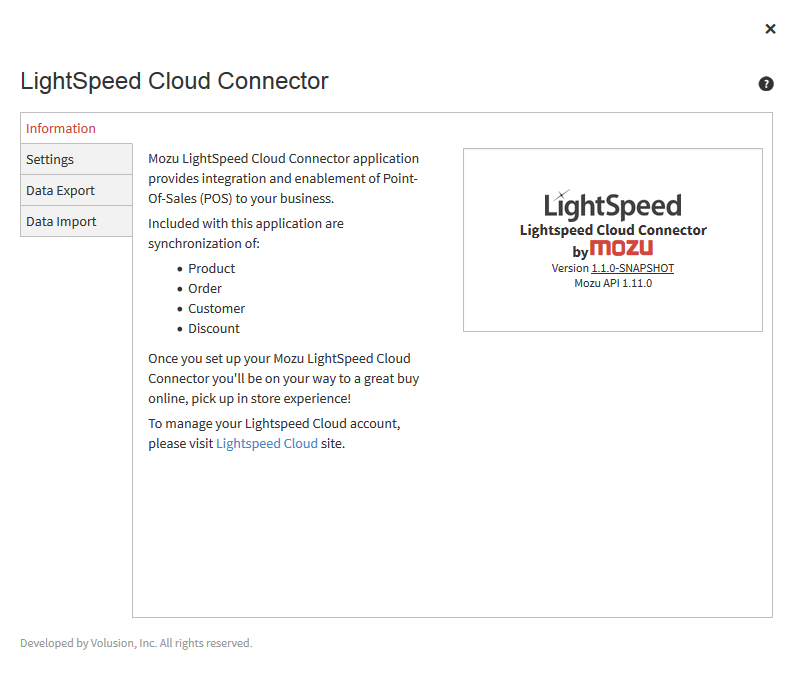 LightSpeed Cloud Connector
Information
Settings
Data Export
Data Import
Mozu LightSpeed Cloud Connector application
provides integration and enablement of Point-
Of-Sales (POS) to your business.
Included with this application are
synchronization of:
• Product
• Order
• Customer
• Discount
Once you set up your Mozu LightSpeed Cloud
Connector you'll be on your way to a great buy
online, pick up in store experience!
To manage your Lightspeed Cloud account,
please visit Lightspeed Cloud site.
LightSpeed
Lightspeed Cloud Connector
by mozu
Version 1.1.0-SNAPSHOT
Mozu API 1.11.0
Developed by Volusion, Inc. All rights reserved.